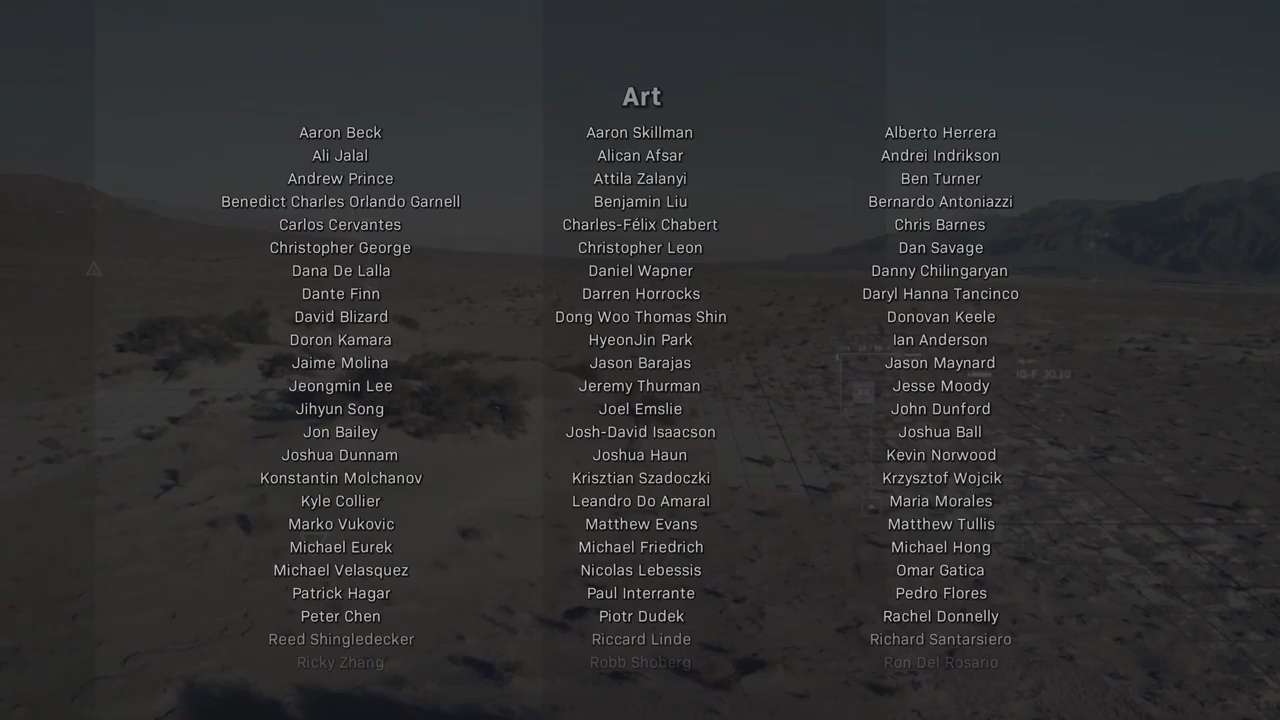 Art
Aaron Beck Aaron Skillman Alberto Herrera
Ali Jalal Alican Afsar Andrei Indrikson
Andrew Prince Attila Zalanyi Ben Turner
Benedict Charles Orlando Garnell Benjamin Liu Bernardo Antoniazzi
Carlos Cervantes Charles-Félix Chabert Chris Barnes
Christopher George Christopher Leon Dan Savage
Dana De Lalla Daniel Wapner Danny Chilingaryan
Dante Finn Darren Horrocks Daryl Hanna Tancinco
David Blizard Dong Woo Thomas Shin Donovan Keele
Doron Kamara HyeonJin Park Ian Anderson
Jaime Molina Jason Barajas Jason Maynard
Jeongmin Lee Jeremy Thurman Jesse Moody
Jihyun Song Joel Emslie John Dunford
Jon Bailey Josh-David Isaacson Joshua Ball
Joshua Dunnam Joshua Haun Kevin Norwood
Konstantin Molchanov Krisztian Szadoczki Krzysztof Wojcik
Kyle Collier Leandro Do Amaral Maria Morales
Marko Vukovic Matthew Evans Matthew Tullis
Michael Eurek Michael Friedrich Michael Hong
Michael Velasquez Nicolas Lebessis Omar Gatica
Patrick Hagar Paul Interrante Pedro Flores
Peter Chen Piotr Dudek Rachel Donnelly
Reed Shingledecker Riccard Linde Richard Santarsiero
Ricky Zhang Robb Shoberg Ron Del Rosario